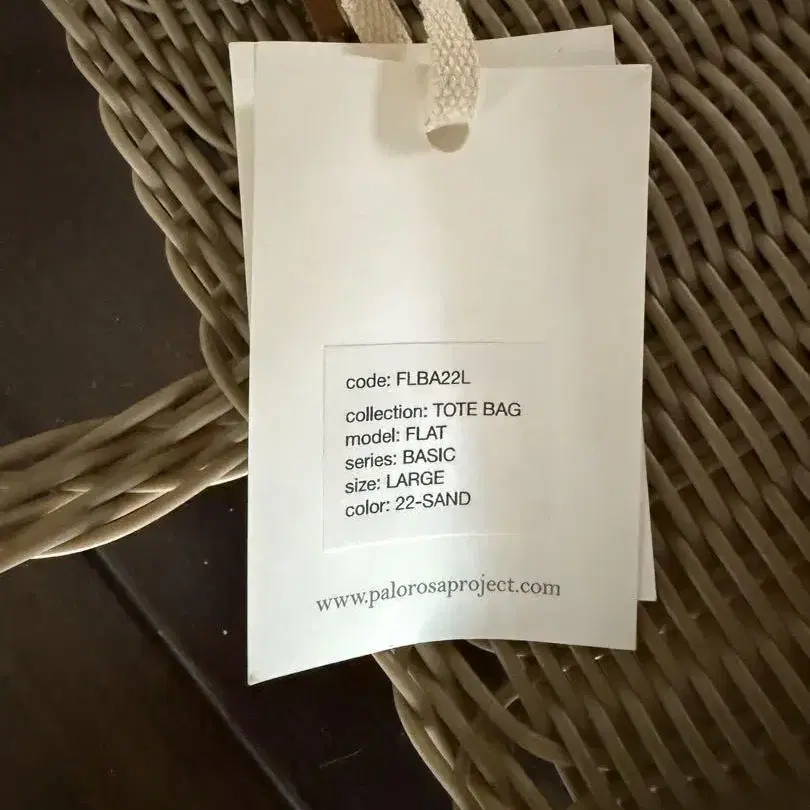 code: FLBA22L
collection: TOTE BAG
model: FLAT
series: BASIC
size: LARGE
color: 22-SAND
www.palorosaproject.com